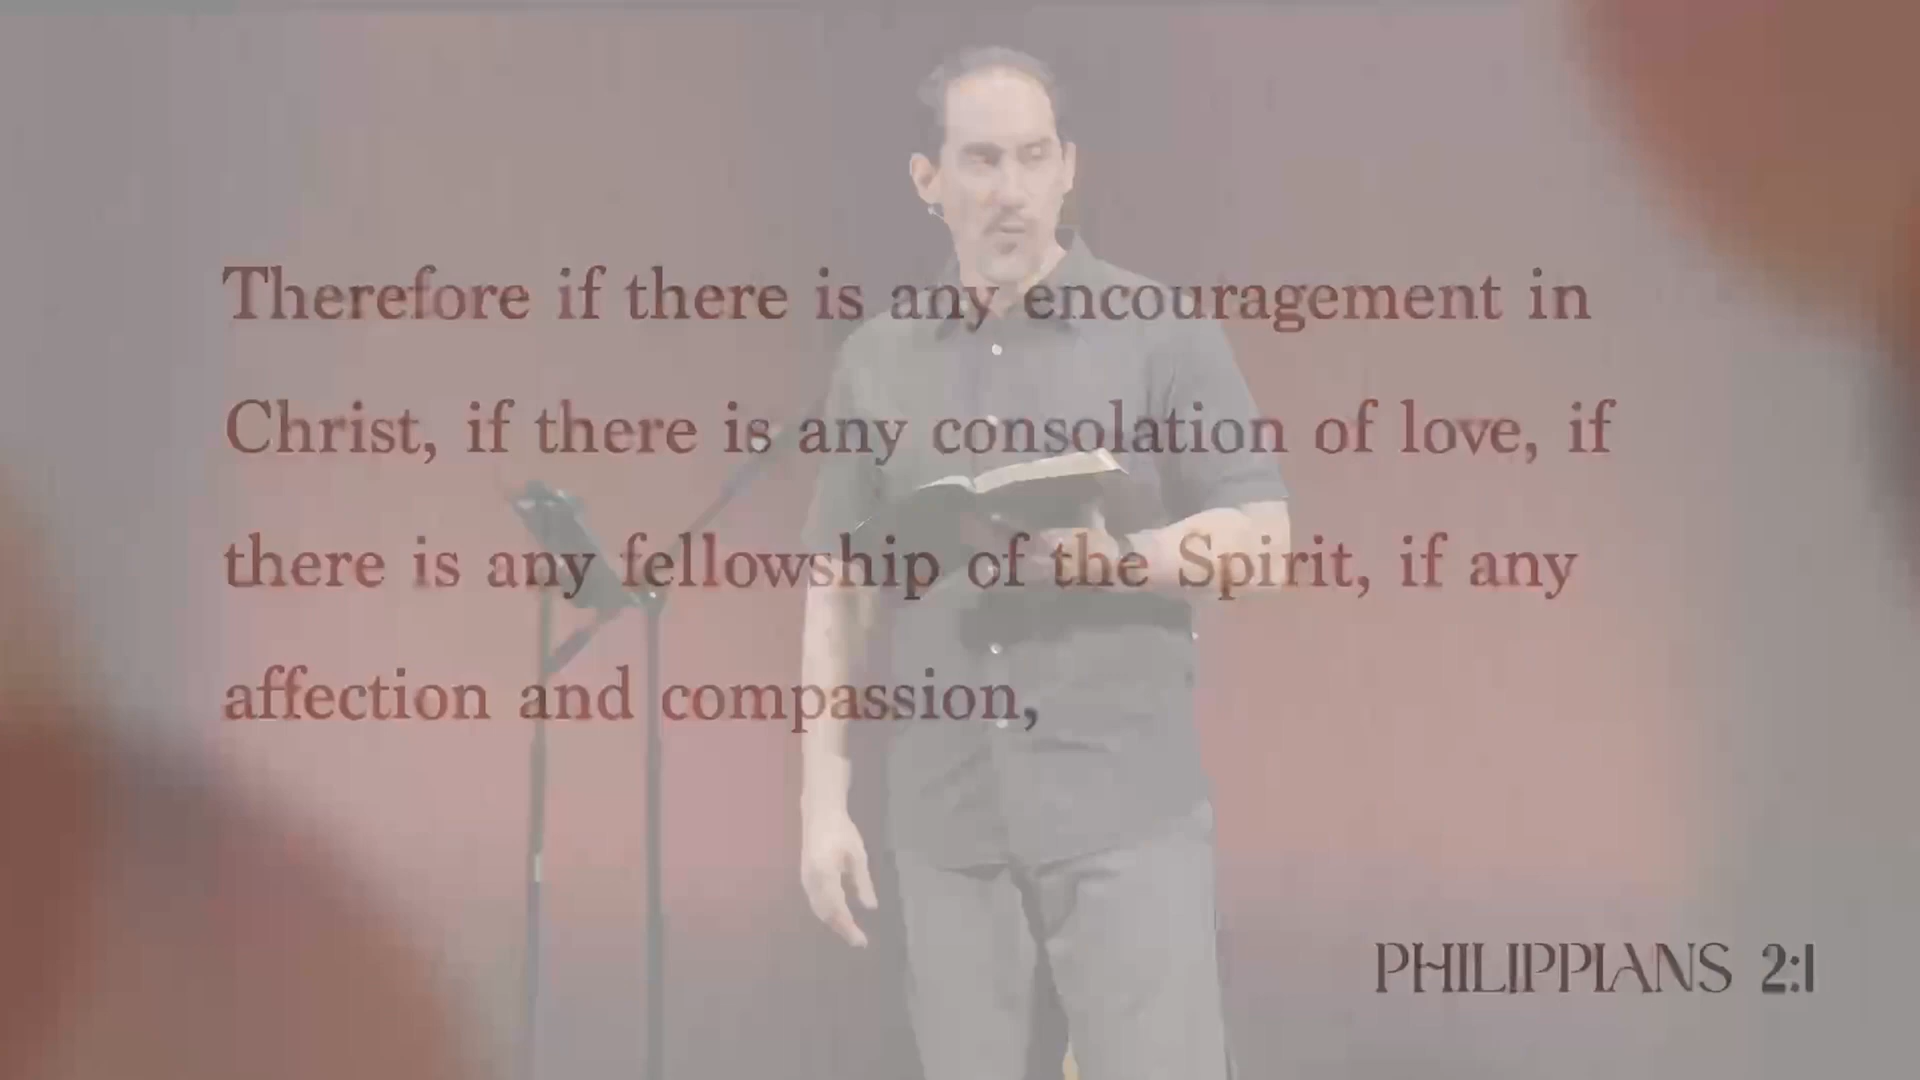 Therefore if there is any encouragement in
Christ, if there is any consolation of love, if
there is any fellowship of the Spirit, if any
affection and compassion,
PHILIPPIANS 2:1